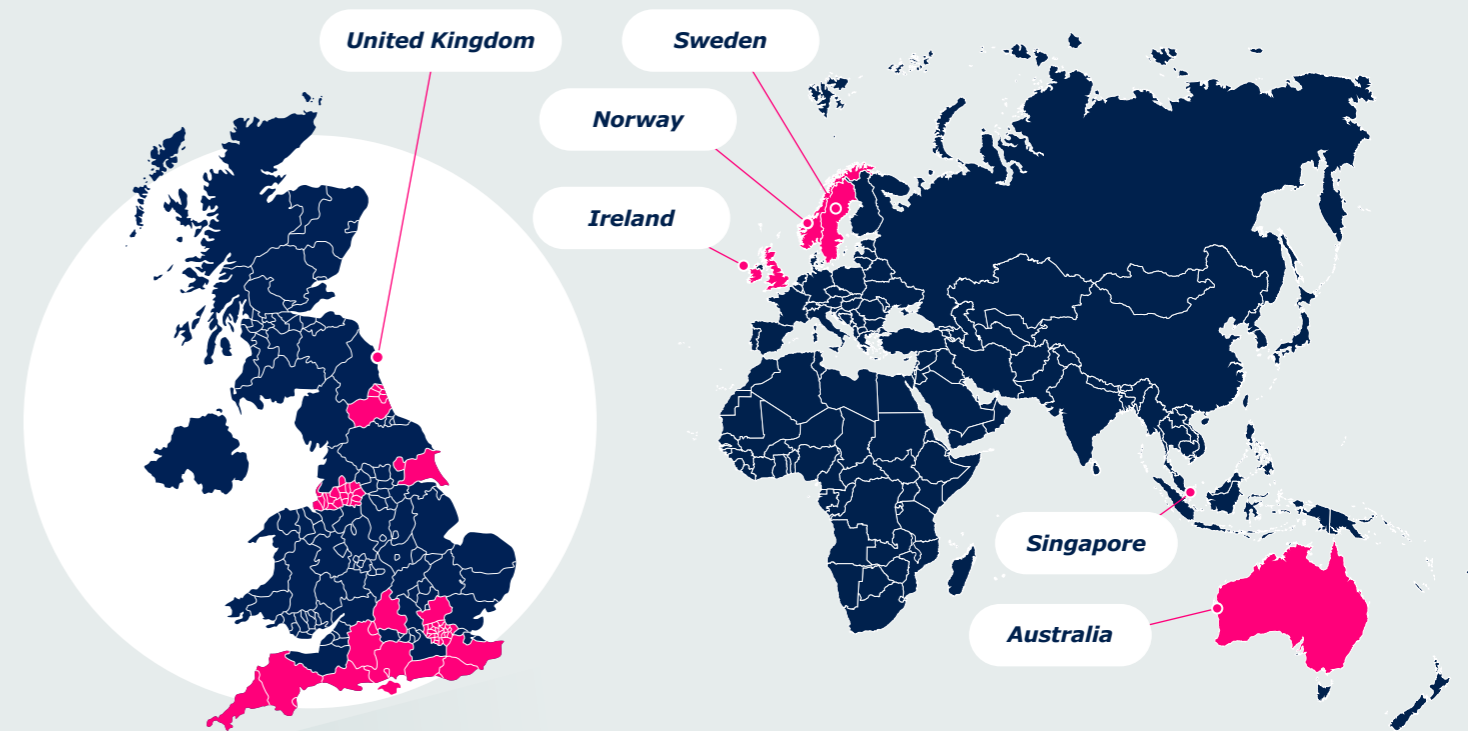 United Kingdom
Sweden
Norway
Ireland
Singapore
Australia